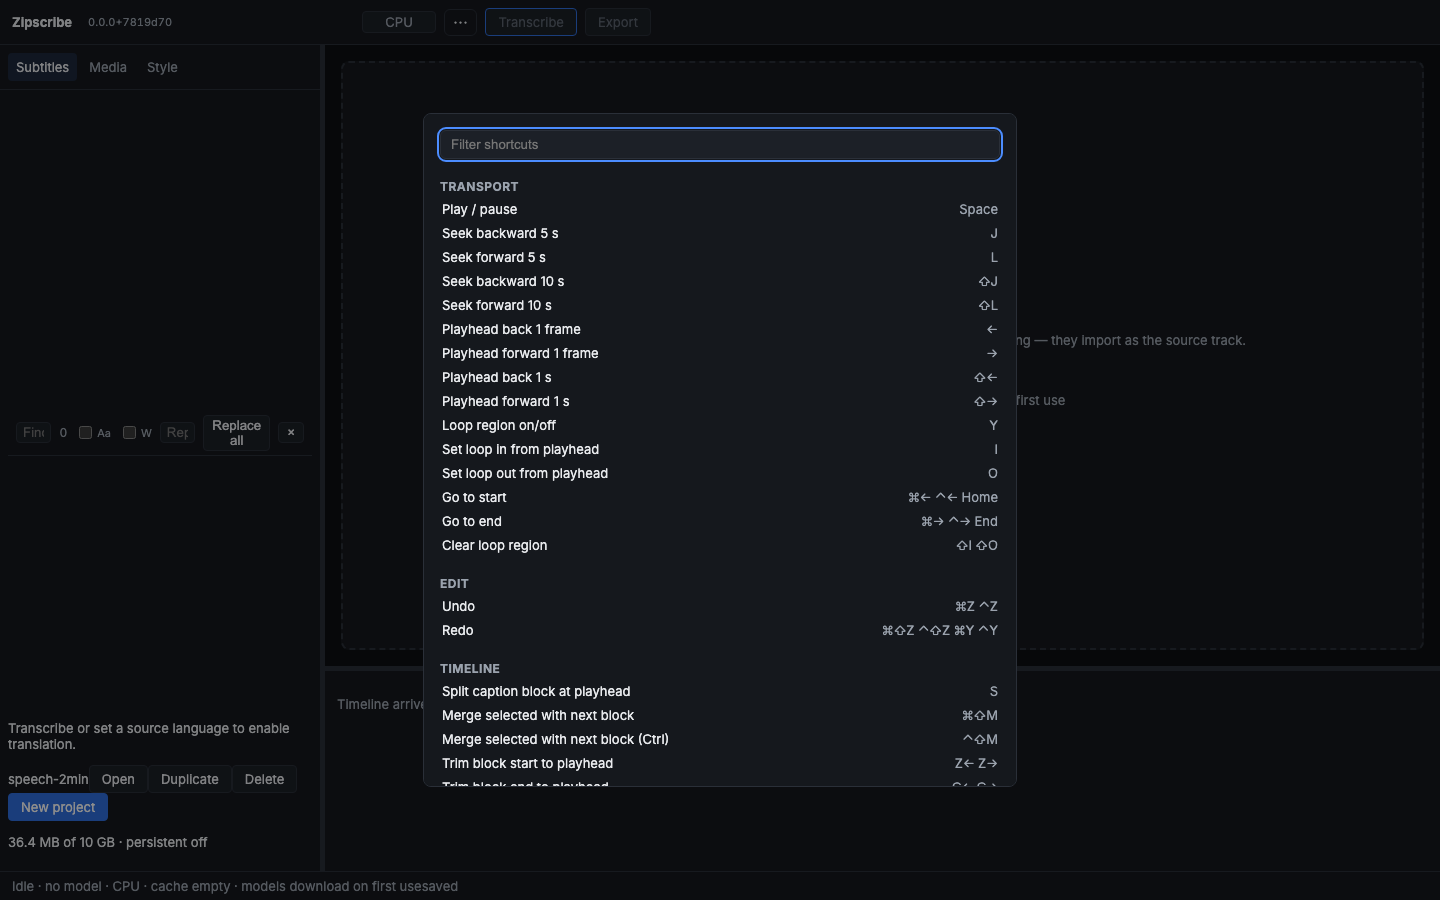 Zipscribe 0.0.0+7819d70 CPU ··· Transcribe Export
Subtitles Media Style
0 Aa W Replace all ×
Transcribe or set a source language to enable
translation.
speech-2min Open Duplicate Delete
New project
36.4 MB of 10 GB · persistent off
ng — they import as the source track.
first use
Filter shortcuts
TRANSPORT
Play / pause Space
Seek backward 5 s J
Seek forward 5 s L
Seek backward 10 s ⇧J
Seek forward 10 s ⇧L
Playhead back 1 frame ←
Playhead forward 1 frame →
Playhead back 1 s ⇧←
Playhead forward 1 s ⇧→
Loop region on/off Y
Set loop in from playhead I
Set loop out from playhead O
Go to start ⌘← ^← Home
Go to end ⌘→ ^→ End
Clear loop region ⇧I ⇧O
EDIT
Undo ⌘Z ^Z
Redo ⌘⇧Z ^⇧Z ⌘Y ^Y
TIMELINE
Split caption block at playhead S
Merge selected with next block ⌘⇧M
Merge selected with next block (Ctrl) ^⇧M
Trim block start to playhead Z← Z→
Trim block end to playhead
Timeline arrive
Idle · no model · CPU · cache empty · models download on first usesaved